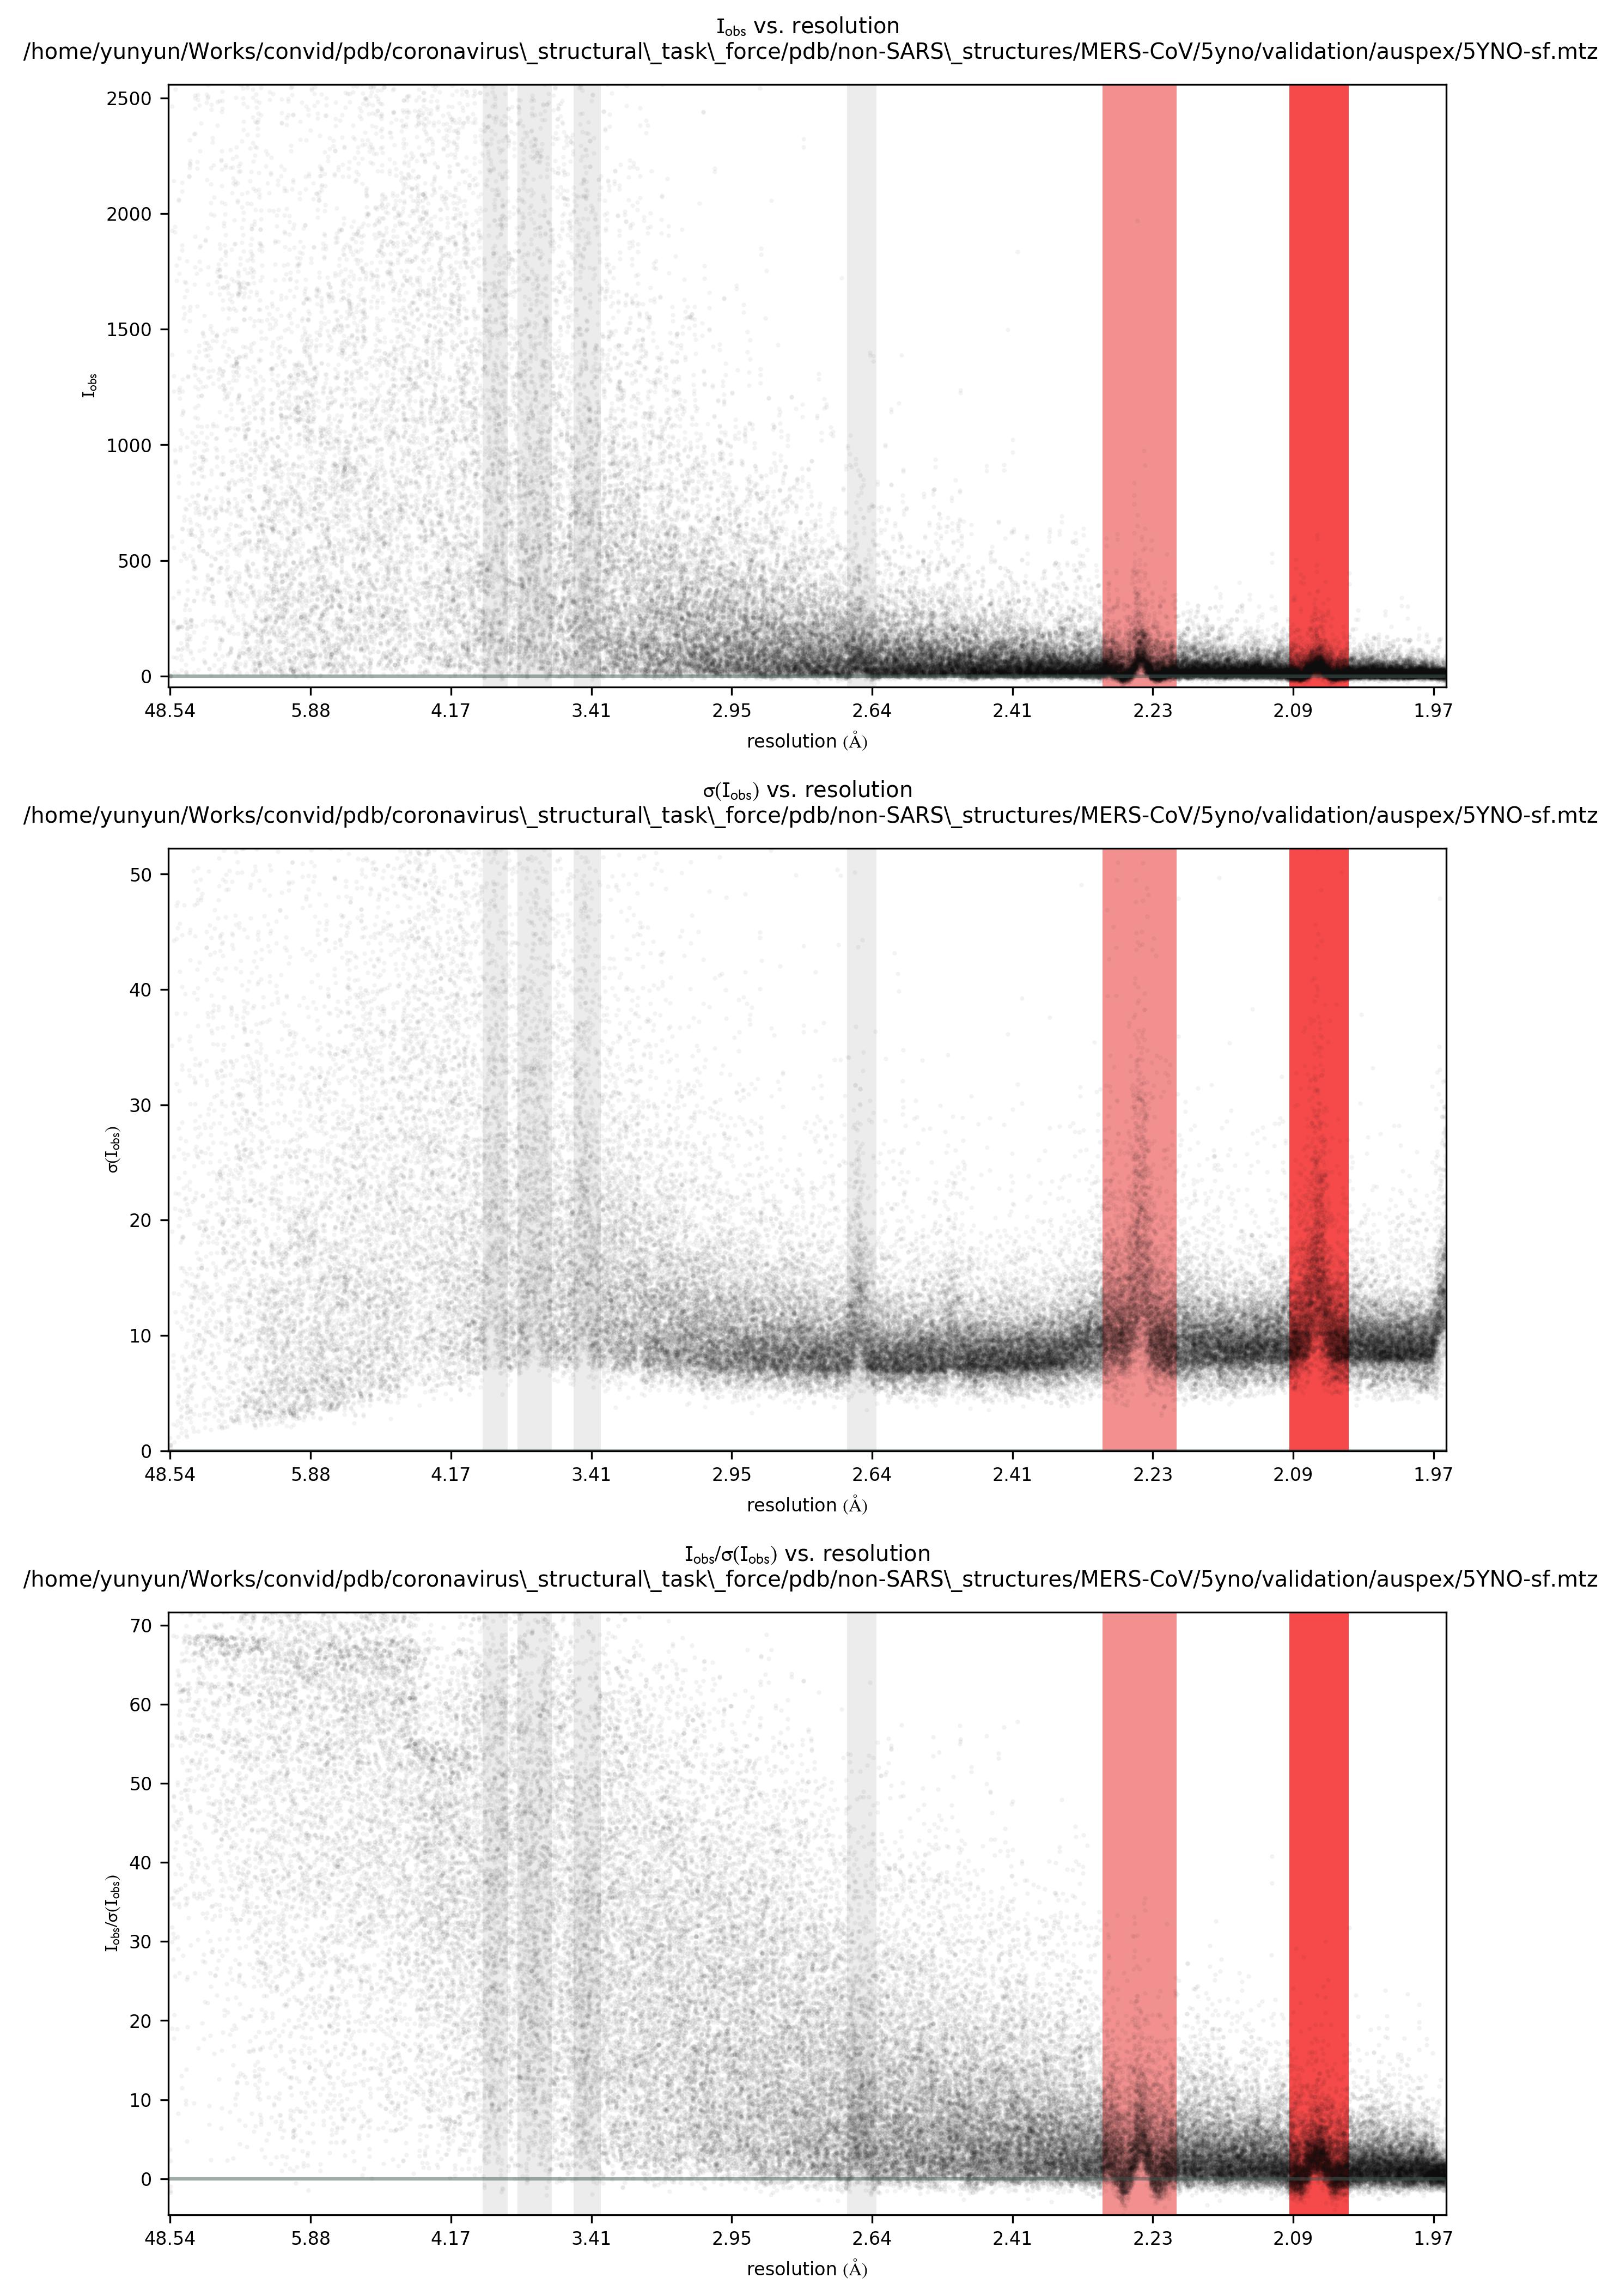 I_obs vs. resolution
/home/yunyun/Works/convid/pdb/coronavirus\_structural\_task\_force/pdb/non-SARS\_structures/MERS-CoV/5yno/validation/auspex/5YNO-sf.mtz
2500
2000
1500
1000
500
0
I_obs
48.54 5.88 4.17 3.41 2.95 2.64 2.41 2.23 2.09 1.97
resolution (Å)
σ(I_obs) vs. resolution
/home/yunyun/Works/convid/pdb/coronavirus\_structural\_task\_force/pdb/non-SARS\_structures/MERS-CoV/5yno/validation/auspex/5YNO-sf.mtz
50
40
30
20
10
0
σ(I_obs)
48.54 5.88 4.17 3.41 2.95 2.64 2.41 2.23 2.09 1.97
resolution (Å)
I_obs/σ(I_obs) vs. resolution
/home/yunyun/Works/convid/pdb/coronavirus\_structural\_task\_force/pdb/non-SARS\_structures/MERS-CoV/5yno/validation/auspex/5YNO-sf.mtz
70
60
50
40
30
20
10
0
I_obs/σ(I_obs)
48.54 5.88 4.17 3.41 2.95 2.64 2.41 2.23 2.09 1.97
resolution (Å)